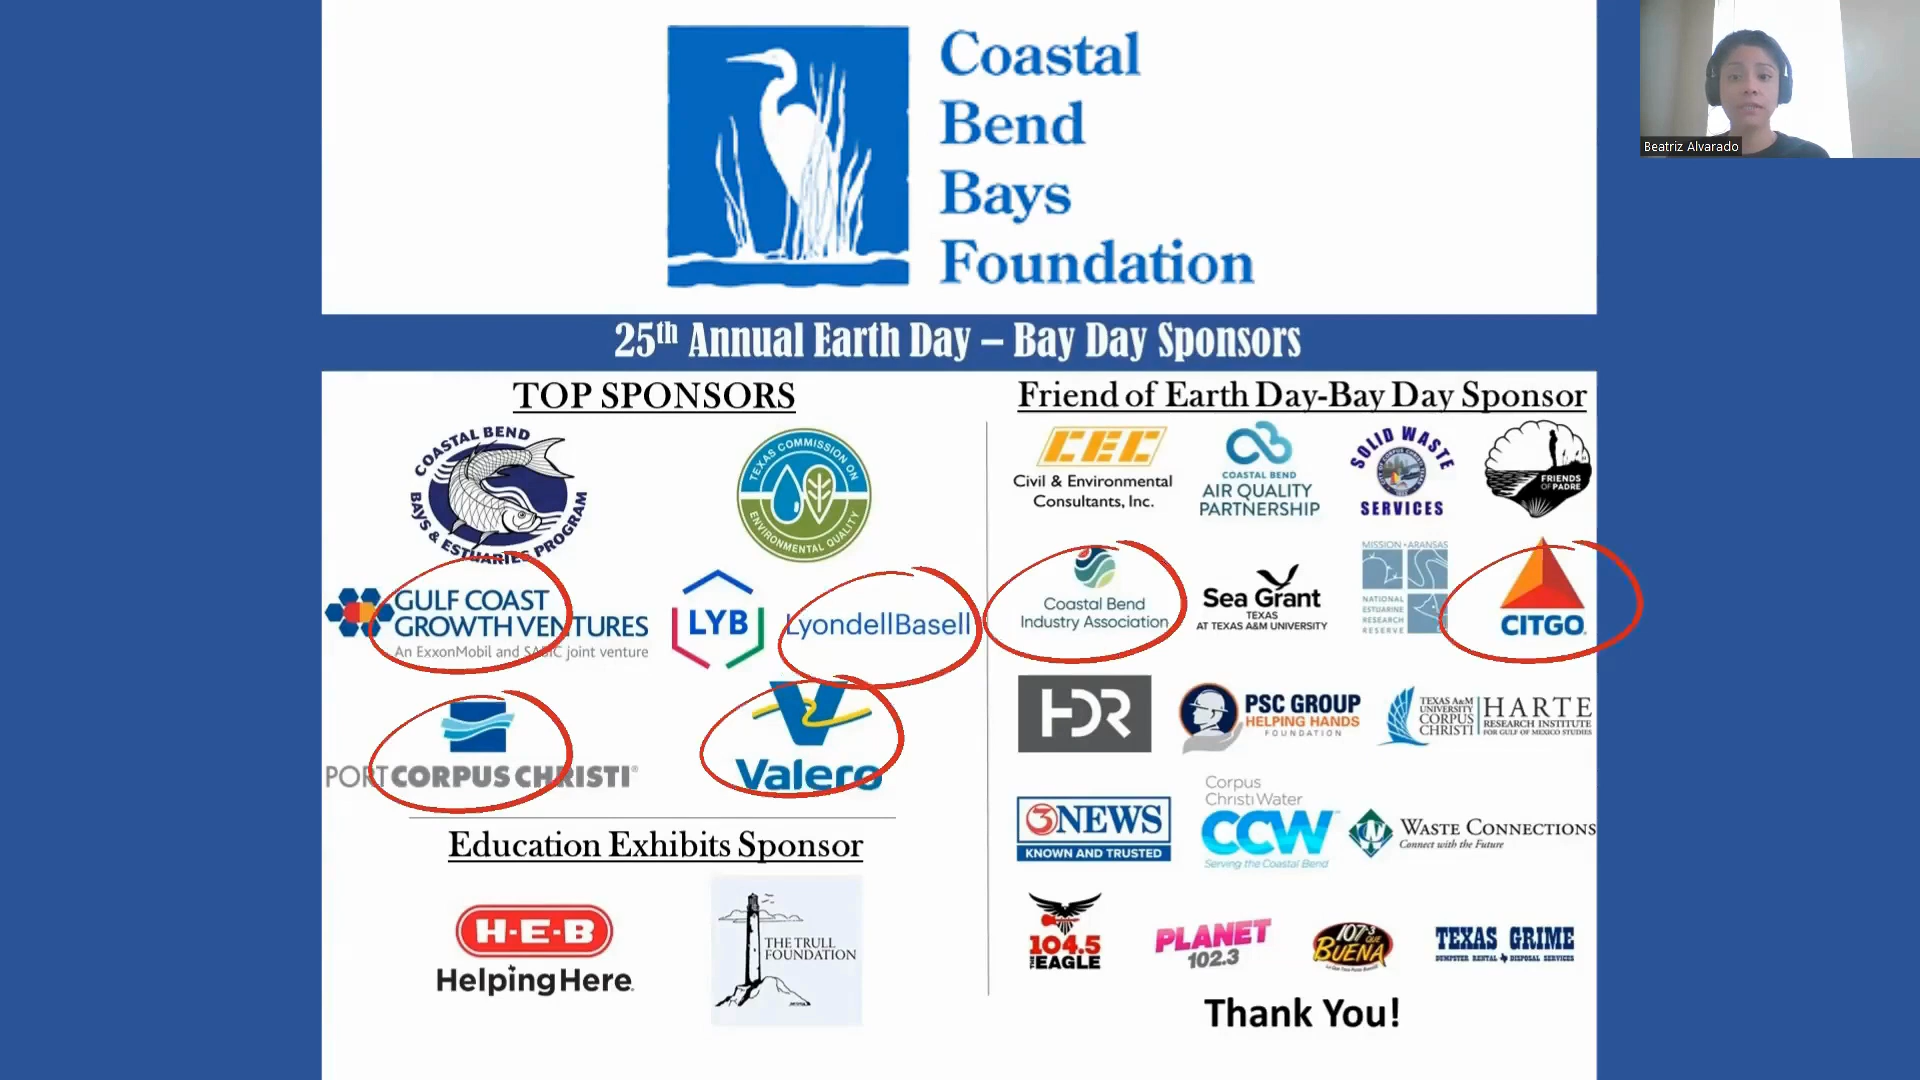 Coastal
Bend
Bays
Foundation
Beatriz Alvarado
25th Annual Earth Day – Bay Day Sponsors
TOP SPONSORS
COASTAL BEND
BAYS & ESTUARIES PROGRAM
TEXAS COMMISSION ON
ENVIRONMENTAL QUALITY
GULF COAST
GROWTH VENTURES
An ExxonMobil and SABIC joint venture
LYB
LyondellBasell
PORT CORPUS CHRISTI®
Valero
Education Exhibits Sponsor
H-E-B
Helping Here
THE TRULL
FOUNDATION
Friend of Earth Day-Bay Day Sponsor
CEC
Civil & Environmental
Consultants, Inc.
COASTAL BEND
AIR QUALITY
PARTNERSHIP
SOLID WASTE
SERVICES
FRIENDS
OF PADRE
Coastal Bend
Industry Association
Sea Grant
TEXAS
AT TEXAS A&M UNIVERSITY
MISSION-ARANSAS
NATIONAL
ESTUARINE
RESEARCH
RESERVE
CITGO
HDR
PSC GROUP
HELPING HANDS
FOUNDATION
TEXAS A&M
UNIVERSITY
CORPUS
CHRISTI
HARTE
RESEARCH INSTITUTE
FOR GULF OF MEXICO STUDIES
3NEWS
KNOWN AND TRUSTED
Corpus
Christi Water
CCW
Serving the Coastal Bend
WASTE CONNECTIONS
Connect with the Future
104.5
THE EAGLE
PLANET
102.3
107.3
QUE
BUENA
TEXAS GRIME
DUMPSTER RENTAL DISPOSAL SERVICES
Thank You!